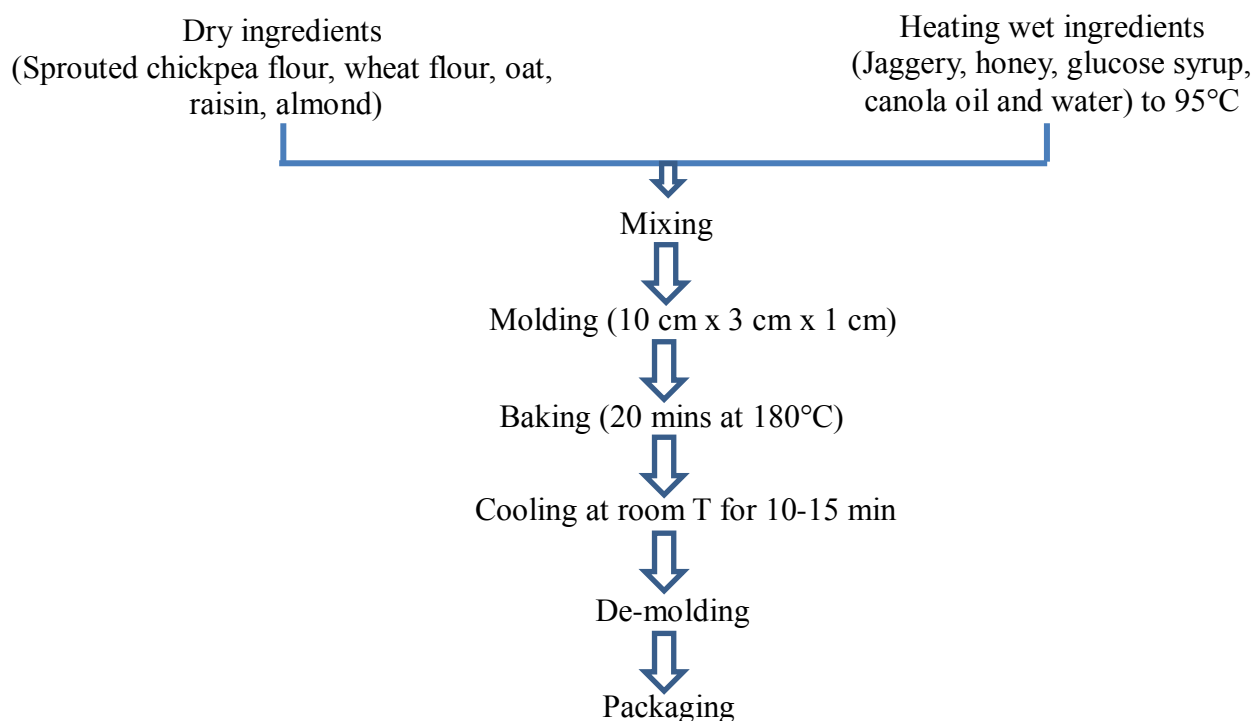 Dry ingredients
(Sprouted chickpea flour, wheat flour, oat,
raisin, almond)
Heating wet ingredients
(Jaggery, honey, glucose syrup,
canola oil and water) to 95°C
Mixing
Molding (10 cm x 3 cm x 1 cm)
Baking (20 mins at 180°C)
Cooling at room T for 10-15 min
De-molding
Packaging